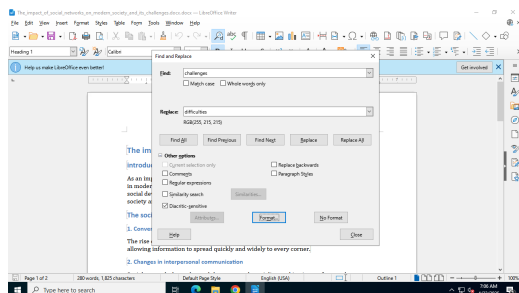 The_impact_of_social_networks_on_modern_society_and_its_challenges.docx.docx — LibreOffice Writer
File Edit View Insert Format Styles Table Form Tools Window Help
Heading 1 Calibri
Help us make LibreOffice even better! Get involved
Find and Replace
Find: challenges
Match case Whole words only
Replace: difficulties
RGB(255, 215, 215)
Find All Find Previous Find Next Replace Replace All
Other options
Current selection only Replace backwards
Comments Paragraph Styles
Regular expressions
Similarity search Similarities...
Diacritic-sensitive
Attributes... Format... No Format
Help Close
The im
Introdu
As an imp
in moder
social de
society a
The soci
1. Conve
The rise
allowing information to spread quickly and widely to every corner.
2. Changes in interpersonal communication
Page 1 of 2 280 words, 1,825 characters Default Page Style English (USA) Outline 1 100%
Type here to search 7:06 AM